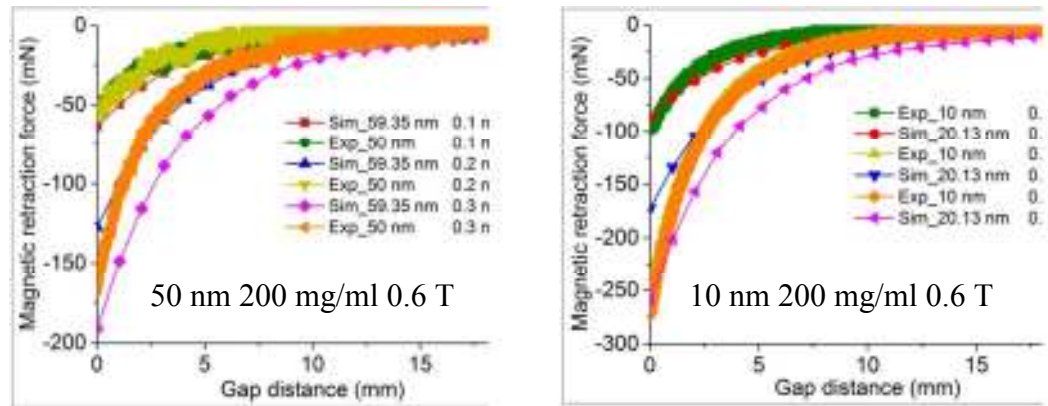 Magnetic retraction force (mN)
0
-50
-100
-150
-200
Sim_59.35 nm 0.1 n
Exp_50 nm 0.1 n
Sim_59.35 nm 0.2 n
Exp_50 nm 0.2 n
Sim_59.35 nm 0.3 n
Exp_50 nm 0.3 n
50 nm 200 mg/ml 0.6 T
0 5 10 15
Gap distance (mm)
Magnetic retraction force (mN)
0
-50
-100
-150
-200
-250
-300
Exp_10 nm 0.
Sim_20.13 nm 0.
Exp_10 nm 0.
Sim_20.13 nm 0.
Exp_10 nm 0.
Sim_20.13 nm 0.
10 nm 200 mg/ml 0.6 T
0 5 10 15
Gap distance (mm)